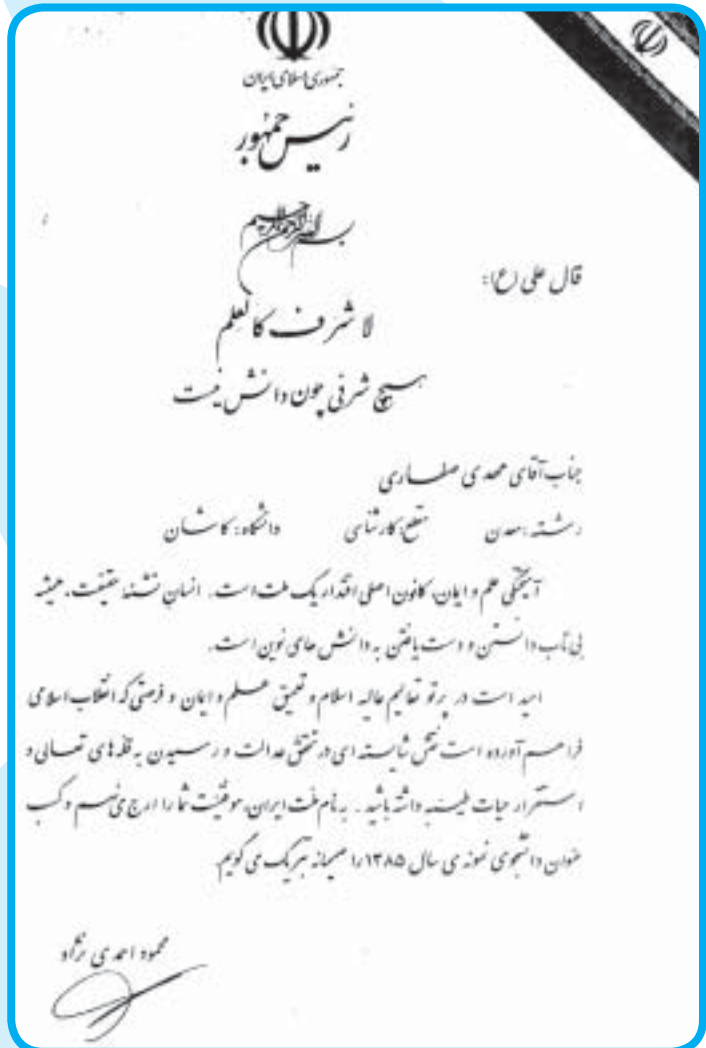 جمهوری اسلامی ایران
رئیس جمهور
بسم الله الرحمن الرحیم
قال علی (ع):
لا شرف کالعلم
هیچ شرفی چون دانش نیست
جناب آقای مهدی صفاری
رشته: معدن مقطع: کارشناسی دانشگاه: کاشان
آمیختگی علم و ایمان، کانون اصلی اقتدار یک ملت است. انسان تشنه حقیقت، همیشه
بی تاب دانستن و دست یافتن به دانش های نوین است.
امید است در پرتو تعالیم عالیه اسلام و تعمیق علم و ایمان و فرصتی که انقلاب اسلامی
فراهم آورده است نقش شایسته ای در تحقق عدالت و رسیدن به قله های تعالی و
استقرار حیات طیبه داشته باشید. به نام ملت ایران، موفقیت شما را ارج می نهم و کسب
عنوان دانشجوی نمونه ی سال ۱۳۸۵ را صمیمانه تبریک می گویم.
محمود احمدی نژاد